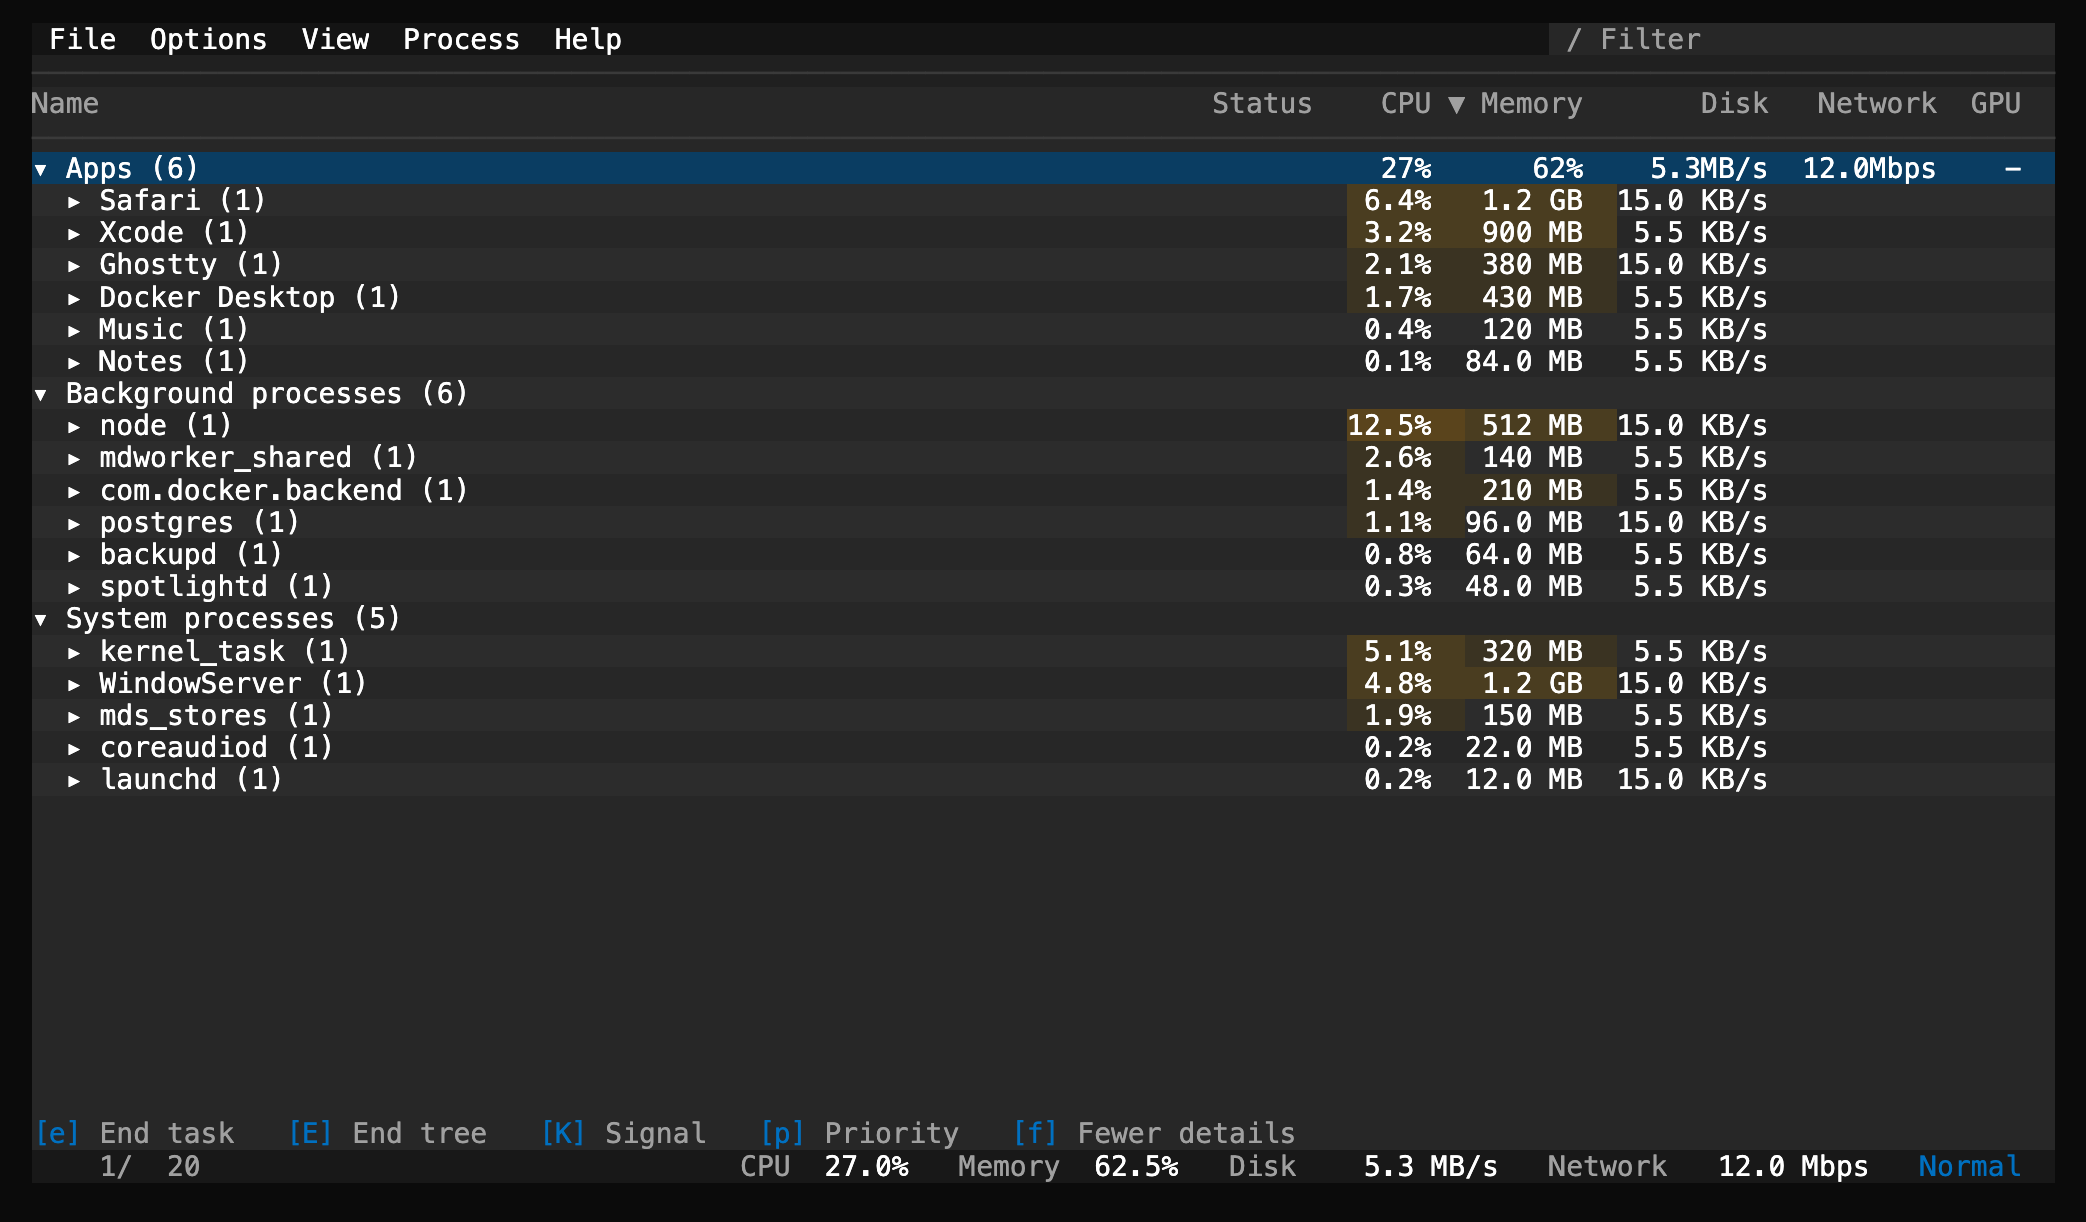 File Options View Process Help / Filter
Name Status CPU ▼ Memory Disk Network GPU
▼ Apps (6) 27% 62% 5.3MB/s 12.0Mbps –
▶ Safari (1) 6.4% 1.2 GB 15.0 KB/s
▶ Xcode (1) 3.2% 900 MB 5.5 KB/s
▶ Ghostty (1) 2.1% 380 MB 15.0 KB/s
▶ Docker Desktop (1) 1.7% 430 MB 5.5 KB/s
▶ Music (1) 0.4% 120 MB 5.5 KB/s
▶ Notes (1) 0.1% 84.0 MB 5.5 KB/s
▼ Background processes (6)
▶ node (1) 12.5% 512 MB 15.0 KB/s
▶ mdworker_shared (1) 2.6% 140 MB 5.5 KB/s
▶ com.docker.backend (1) 1.4% 210 MB 5.5 KB/s
▶ postgres (1) 1.1% 96.0 MB 15.0 KB/s
▶ backupd (1) 0.8% 64.0 MB 5.5 KB/s
▶ spotlightd (1) 0.3% 48.0 MB 5.5 KB/s
▼ System processes (5)
▶ kernel_task (1) 5.1% 320 MB 5.5 KB/s
▶ WindowServer (1) 4.8% 1.2 GB 15.0 KB/s
▶ mds_stores (1) 1.9% 150 MB 5.5 KB/s
▶ coreaudiod (1) 0.2% 22.0 MB 5.5 KB/s
▶ launchd (1) 0.2% 12.0 MB 15.0 KB/s
[e] End task [E] End tree [K] Signal [p] Priority [f] Fewer details
1/ 20 CPU 27.0% Memory 62.5% Disk 5.3 MB/s Network 12.0 Mbps Normal